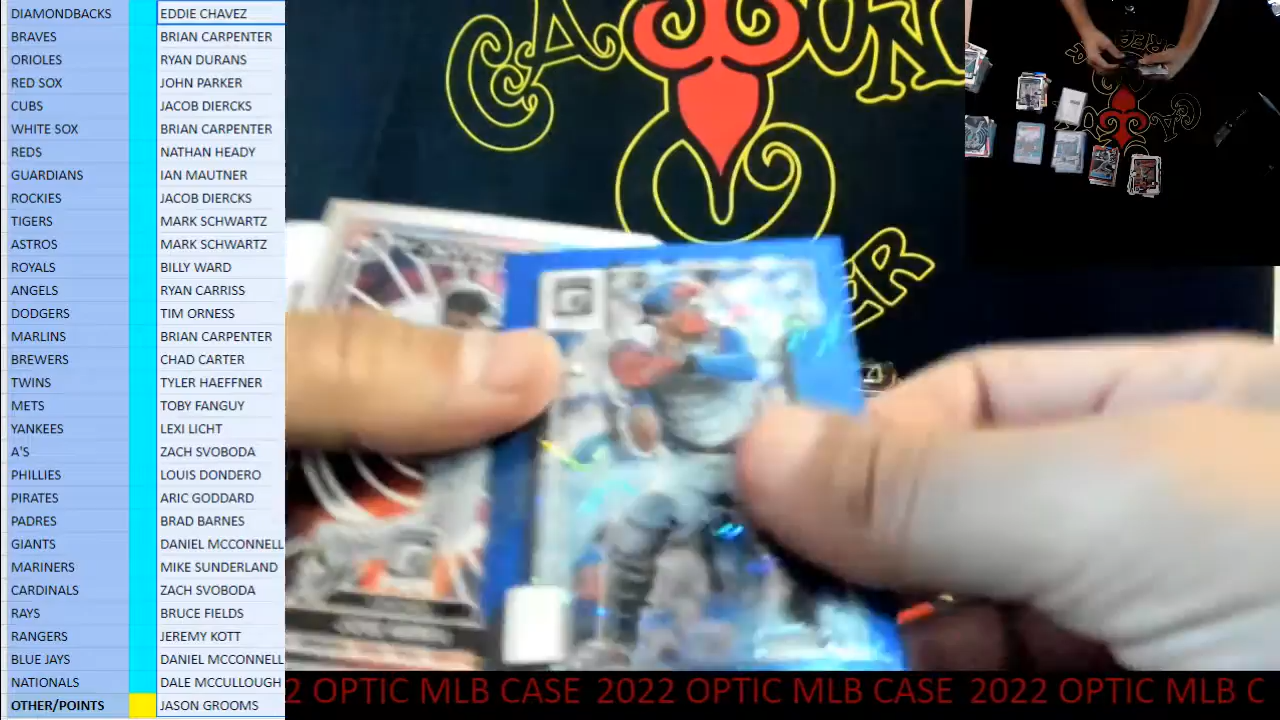 DIAMONDBACKS EDDIE CHAVEZ
BRAVES BRIAN CARPENTER
ORIOLES RYAN DURANS
RED SOX JOHN PARKER
CUBS JACOB DIERCKS
WHITE SOX BRIAN CARPENTER
REDS NATHAN HEADY
GUARDIANS IAN MAUTNER
ROCKIES JACOB DIERCKS
TIGERS MARK SCHWARTZ
ASTROS MARK SCHWARTZ
ROYALS BILLY WARD
ANGELS RYAN CARRISS
DODGERS TIM ORNESS
MARLINS BRIAN CARPENTER
BREWERS CHAD CARTER
TWINS TYLER HAEFFNER
METS TOBY FANGUY
YANKEES LEXI LICHT
A'S ZACH SVOBODA
PHILLIES LOUIS DONDERO
PIRATES ARIC GODDARD
PADRES BRAD BARNES
GIANTS DANIEL MCCONNELL
MARINERS MIKE SUNDERLAND
CARDINALS ZACH SVOBODA
RAYS BRUCE FIELDS
RANGERS JEREMY KOTT
BLUE JAYS DANIEL MCCONNELL
NATIONALS DALE MCCULLOUGH
OTHER/POINTS JASON GROOMS
2 OPTIC MLB CASE 2022 OPTIC MLB CASE 2022 OPTIC MLB C